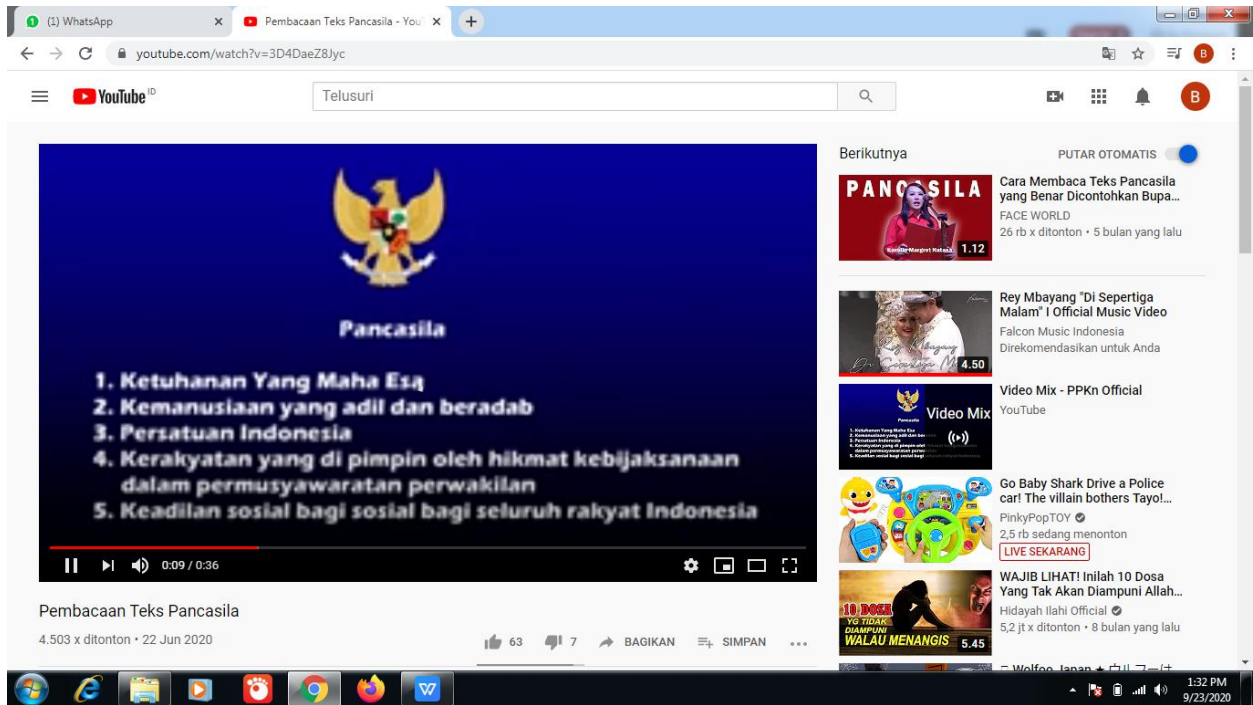 (1) WhatsApp
Pembacaan Teks Pancasila - You
youtube.com/watch?v=3D4DaeZ8Jyc
B
YouTube ID
Telusuri
B
Pancasila
1. Ketuhanan Yang Maha Esa
2. Kemanusiaan yang adil dan beradab
3. Persatuan Indonesia
4. Kerakyatan yang di pimpin oleh hikmat kebijaksanaan
dalam permusyawaratan perwakilan
5. Keadilan sosial bagi sosial bagi seluruh rakyat Indonesia
0:09 / 0:36
Pembacaan Teks Pancasila
4.503 x ditonton • 22 Jun 2020
63 7 BAGIKAN SIMPAN
Berikutnya
PUTAR OTOMATIS
PANCASILA
1.12
Cara Membaca Teks Pancasila
yang Benar Dicontohkan Bupa...
FACE WORLD
26 rb x ditonton • 5 bulan yang lalu
4.50
Rey Mbayang "Di Sepertiga
Malam" I Official Music Video
Falcon Music Indonesia
Direkomendasikan untuk Anda
Video Mix
Video Mix - PPKn Official
YouTube
Go Baby Shark Drive a Police
car! The villain bothers Tayo!...
PinkyPopTOY
2,5 rb sedang menonton
LIVE SEKARANG
10 DOSA
YG TIDAK
DIAMPUNI
WALAU MENANGIS
5.45
WAJIB LIHAT! Inilah 10 Dosa
Yang Tak Akan Diampuni Allah...
Hidayah Ilahi Official
5,2 jt x ditonton • 8 bulan yang lalu
Wolfoo Japan ★
1:32 PM
9/23/2020